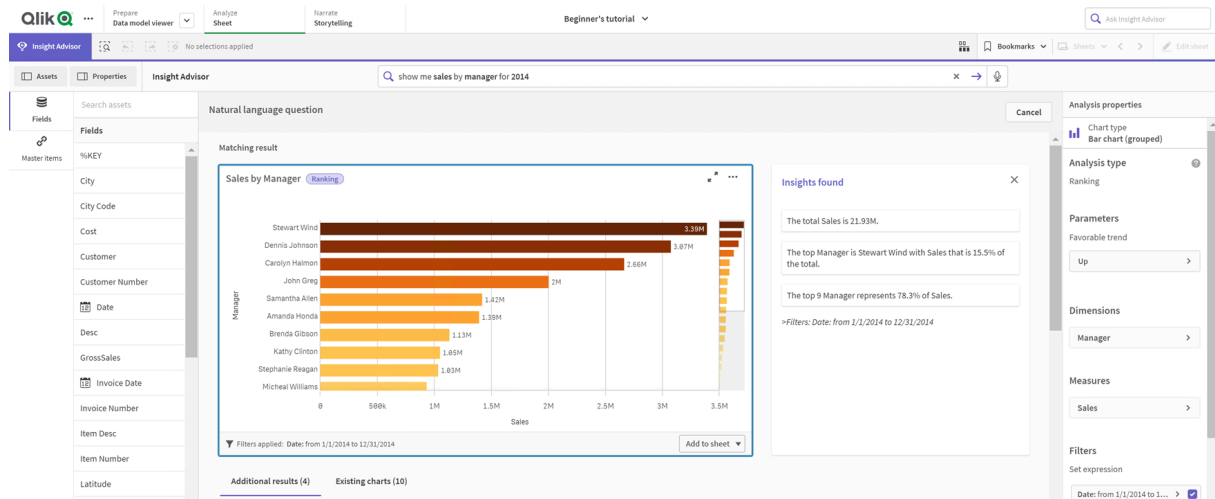 Qlik
Prepare
Data model viewer
Analyze
Sheet
Narrate
Storytelling
Beginner's tutorial
Ask Insight Advisor
Insight Advisor
No selections applied
Bookmarks
Sheets
Edit sheet
Assets
Properties
Insight Advisor
show me sales by manager for 2014
Fields
Master items
Search assets
Fields
%KEY
City
City Code
Cost
Customer
Customer Number
Date
Desc
GrossSales
Invoice Date
Invoice Number
Item Desc
Item Number
Latitude
Natural language question
Cancel
Matching result
Sales by Manager
Ranking
Manager
Stewart Wind
3.39M
Dennis Johnson
3.07M
Carolyn Halmon
2.66M
John Greg
2M
Samantha Allen
1.42M
Amanda Honda
1.39M
Brenda Gibson
1.13M
Kathy Clinton
1.05M
Stephanie Reagan
1.03M
Micheal Williams
0
500k
1M
1.5M
2M
2.5M
3M
3.5M
Sales
Filters applied: Date: from 1/1/2014 to 12/31/2014
Add to sheet
Insights found
The total Sales is 21.93M.
The top Manager is Stewart Wind with Sales that is 15.5% of
the total.
The top 9 Manager represents 78.3% of Sales.
>Filters: Date: from 1/1/2014 to 12/31/2014
Additional results (4)
Existing charts (10)
Analysis properties
Chart type
Bar chart (grouped)
Analysis type
Ranking
Parameters
Favorable trend
Up
Dimensions
Manager
Measures
Sales
Filters
Set expression
Date: from 1/1/2014 to 1...